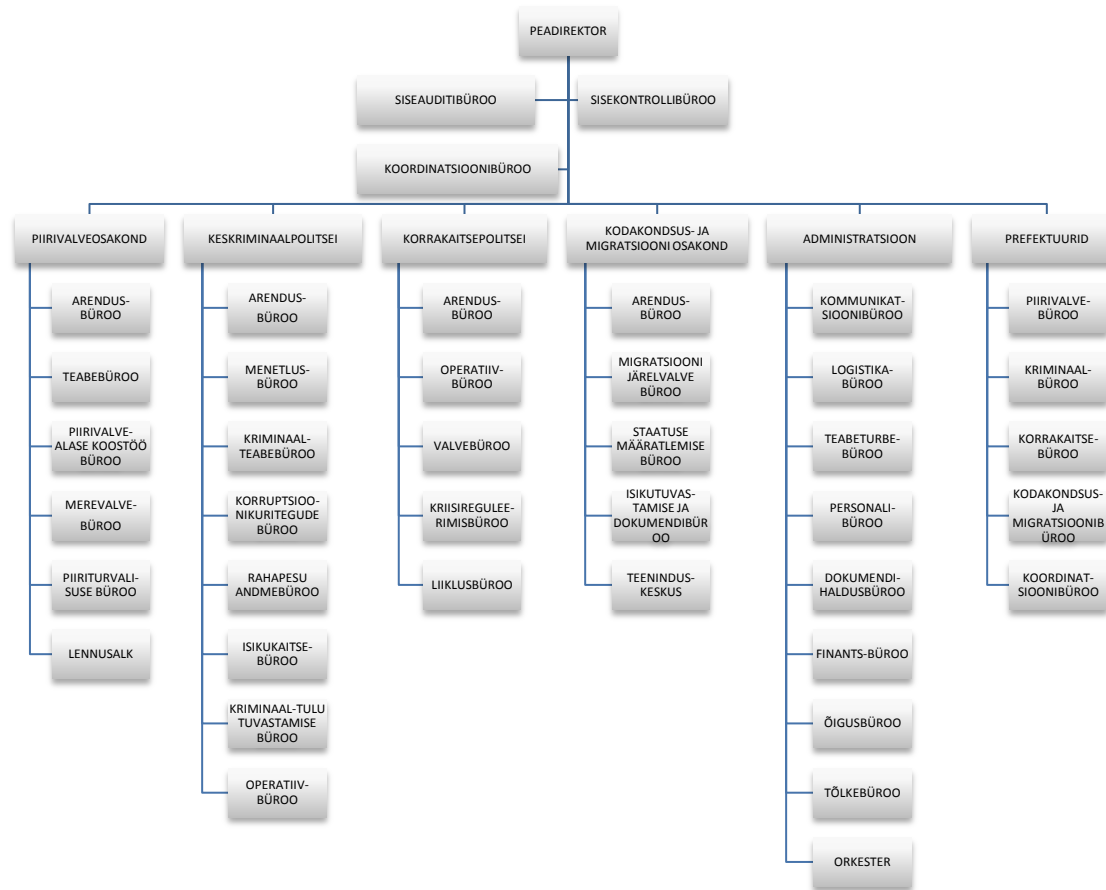 PEADIREKTOR
SISEAUDITIBÜROO
SISEKONTROLLIBÜROO
KOORDINATSIOONIBÜROO
PIIRIVALVEOSAKOND
ARENDUS-
BÜROO
TEABEBÜROO
PIIRIVALVE-
ALASE KOOSTÖÖ
BÜROO
MEREVALVE-
BÜROO
PIIRITURVALI-
SUSE BÜROO
LENNUSALK
KESKRIMINAALPOLITSEI
ARENDUS-
BÜROO
MENETLUS-
BÜROO
KRIMINAAL-
TEABEBÜROO
KORRUPTSIOO-
NIKURITEGUDE
BÜROO
RAHAPESU
ANDMEBÜROO
ISIKUKAITSE-
BÜROO
KRIMINAAL-TULU
TUVASTAMISE
BÜROO
OPERATIIV-
BÜROO
KORRAKAITSEPOLITSEI
ARENDUS-
BÜROO
OPERATIIV-
BÜROO
VALVEBÜROO
KRIISIREGULEE-
RIMISBÜROO
LIIKLUSBÜROO
KODAKONDSUS- JA
MIGRATSIOONI OSAKOND
ARENDUS-
BÜROO
MIGRATSIOONI
JÄRELVALVE
BÜROO
STAATUSE
MÄÄRATLEMISE
BÜROO
ISIKUTUVAS-
TAMISE JA
DOKUMENDIBÜR
OO
TEENINDUS-
KESKUS
ADMINISTRATSIOON
KOMMUNIKAT-
SIOONIBÜROO
LOGISTIKA-
BÜROO
TEABETURBE-
BÜROO
PERSONALI-
BÜROO
DOKUMENDI-
HALDUSBÜROO
FINANTS-BÜROO
ÕIGUSBÜROO
TÕLKEBÜROO
ORKESTER
PREFEKTUURID
PIIRIVALVE-
BÜROO
KRIMINAAL-
BÜROO
KORRAKAITSE-
BÜROO
KODAKONDSUS-
JA
MIGRATSIOONIB
ÜROO
KOORDINAT-
SIOONIBÜROO